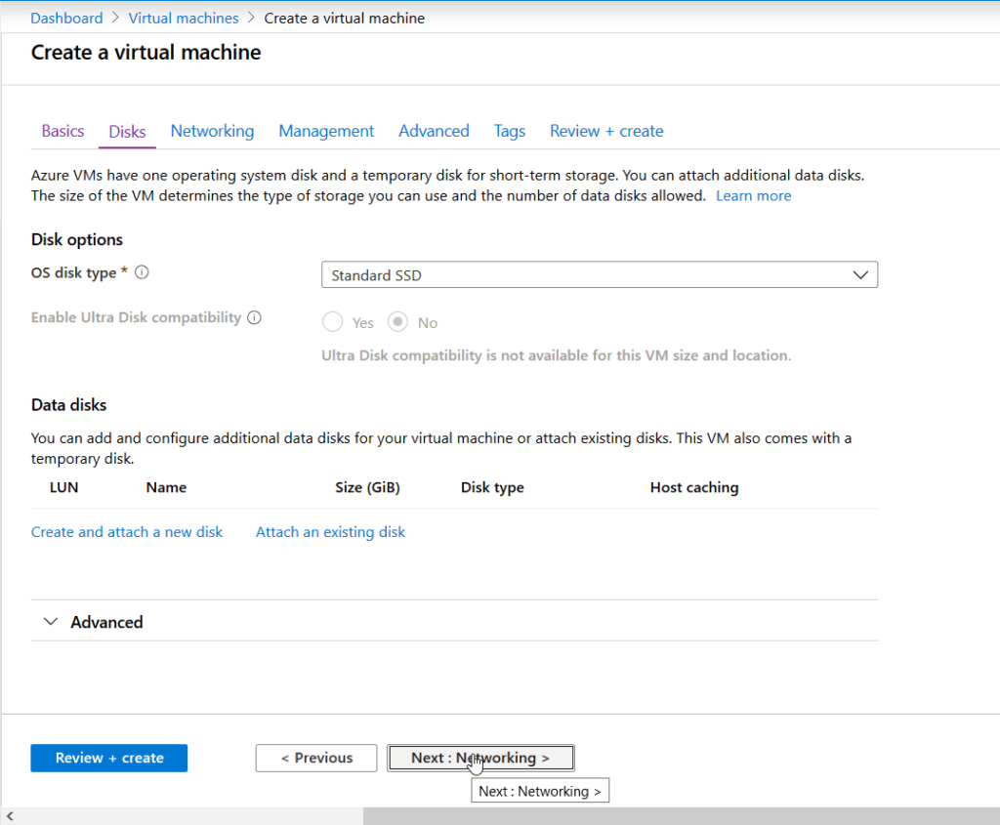 Dashboard > Virtual machines > Create a virtual machine
Create a virtual machine
Basics Disks Networking Management Advanced Tags Review + create
Azure VMs have one operating system disk and a temporary disk for short-term storage. You can attach additional data disks.
The size of the VM determines the type of storage you can use and the number of data disks allowed. Learn more
Disk options
OS disk type * Standard SSD
Enable Ultra Disk compatibility Yes No
Ultra Disk compatibility is not available for this VM size and location.
Data disks
You can add and configure additional data disks for your virtual machine or attach existing disks. This VM also comes with a
temporary disk.
LUN Name Size (GiB) Disk type Host caching
Create and attach a new disk Attach an existing disk
Advanced
Review + create < Previous Next : Networking >
Next : Networking >